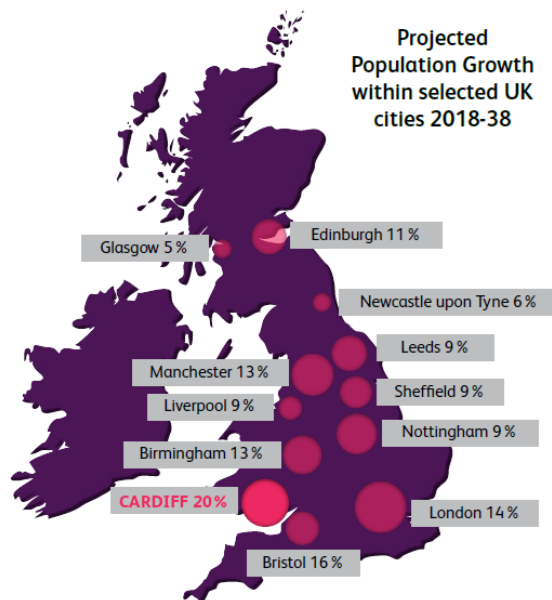 Projected
Population Growth
within selected UK
cities 2018-38
Glasgow 5 %
Edinburgh 11 %
Newcastle upon Tyne 6 %
Leeds 9 %
Manchester 13 %
Sheffield 9 %
Liverpool 9 %
Nottingham 9 %
Birmingham 13 %
CARDIFF 20 %
London 14 %
Bristol 16 %